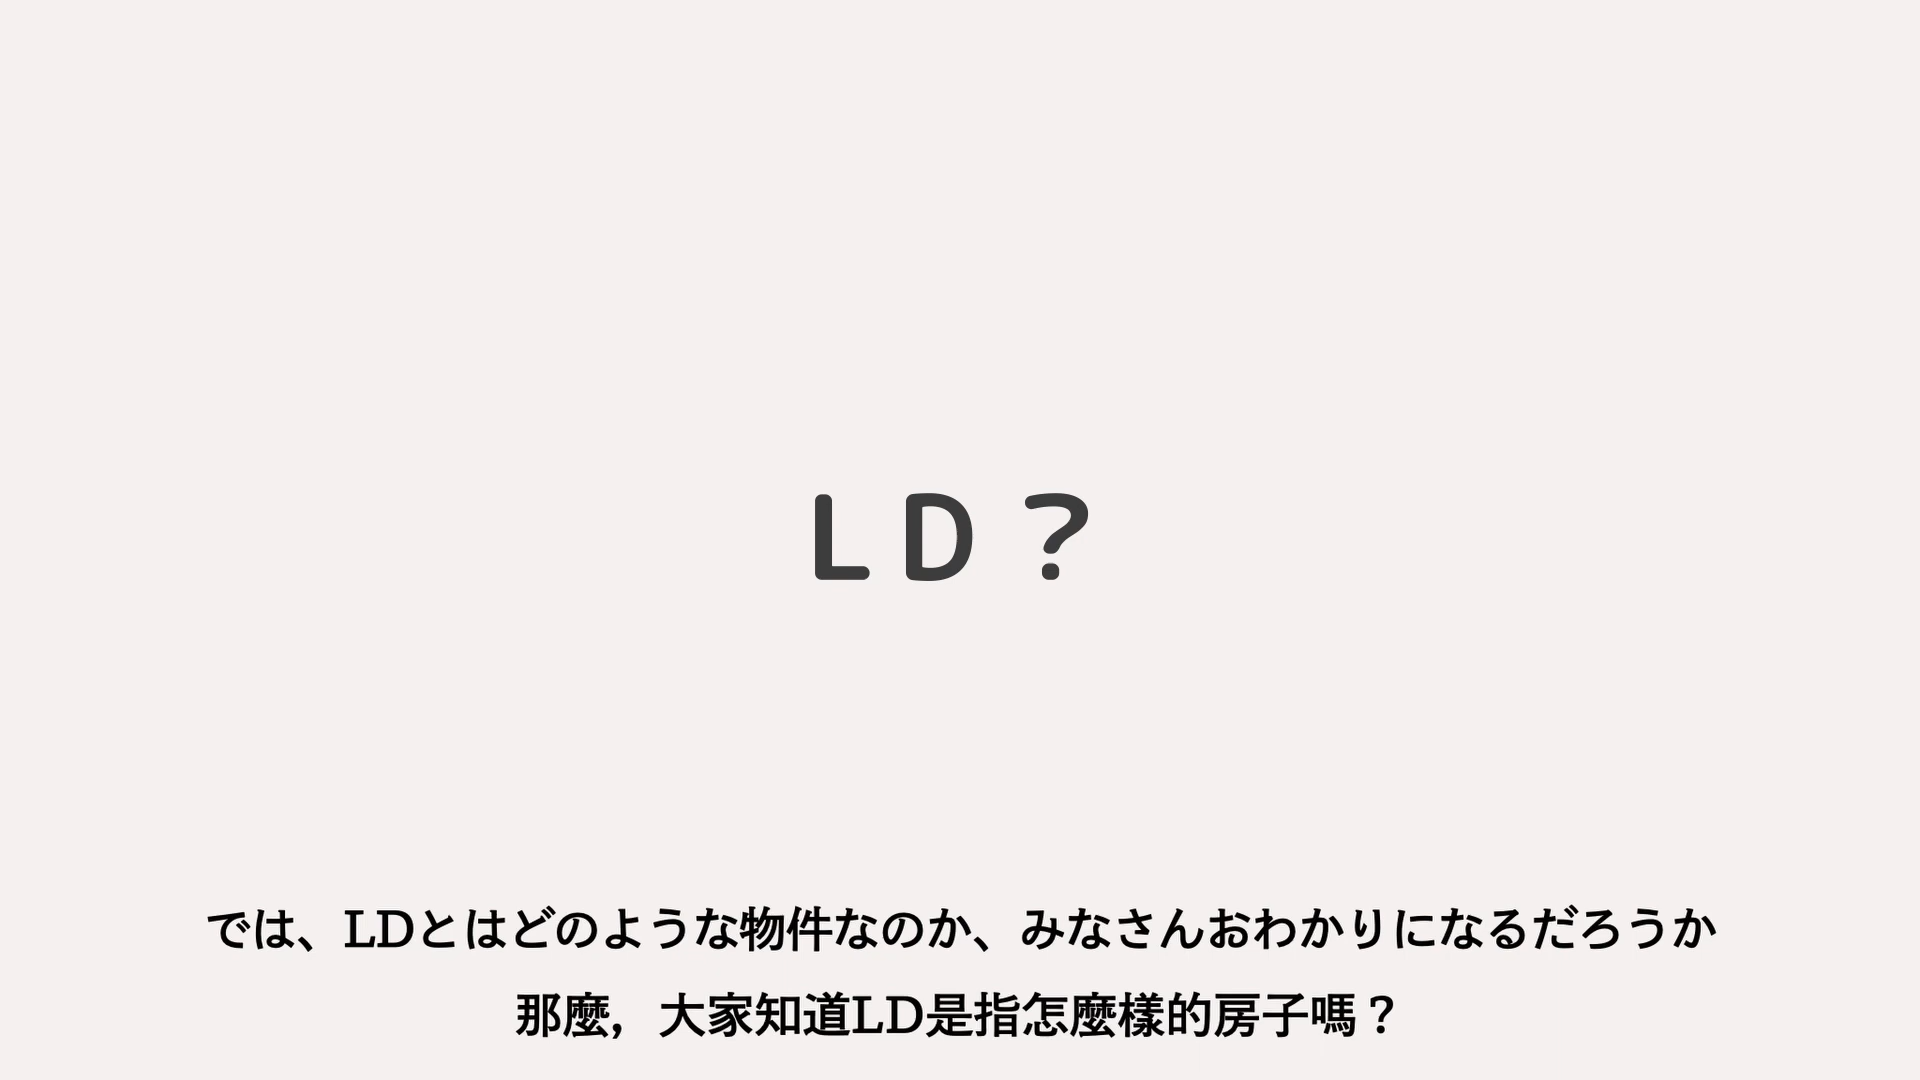 LD？
では、LDとはどのような物件なのか、みなさんおわかりになるだろうか
那麼，大家知道LD是指怎麼樣的房子嗎？